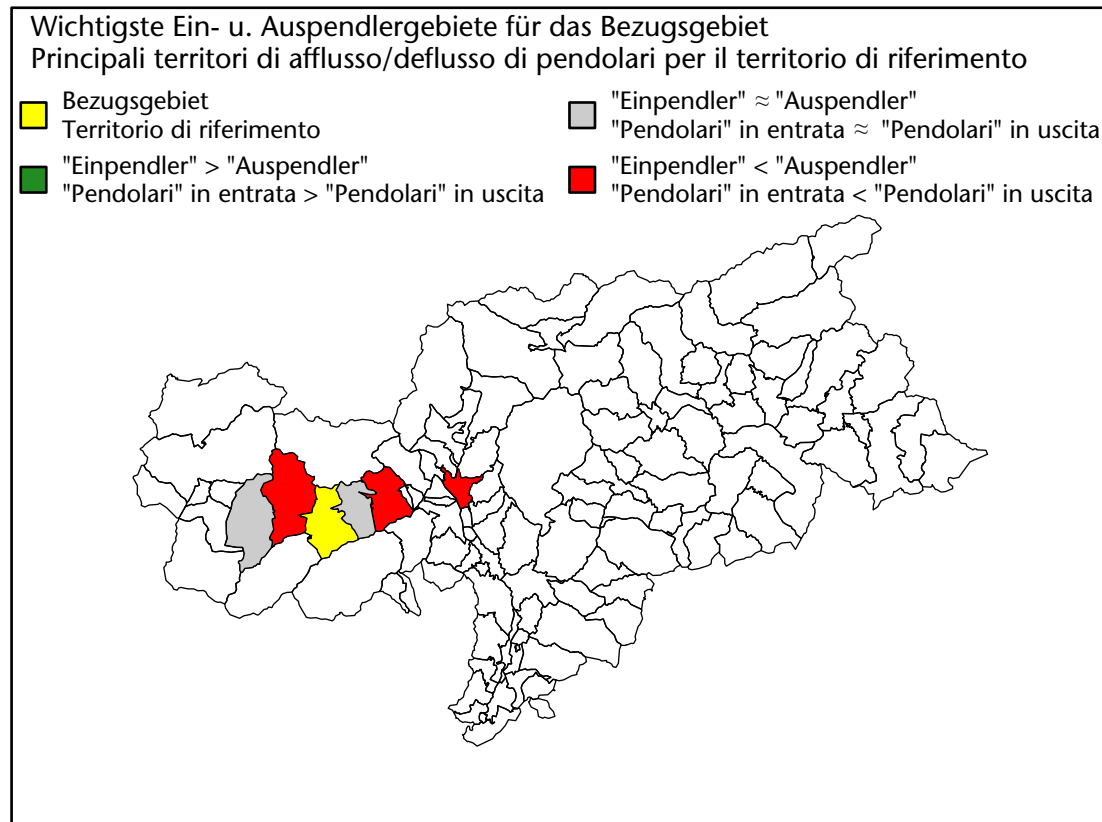 Wichtigste Ein- u. Auspendlergebiete für das Bezugsgebiet
Principali territori di afflusso/deflusso di pendolari per il territorio di riferimento
Bezugsgebiet
Territorio di riferimento
"Einpendler" > "Auspendler"
"Pendolari" in entrata > "Pendolari" in uscita
"Einpendler" ≈ "Auspendler"
"Pendolari" in entrata ≈ "Pendolari" in uscita
"Einpendler" < "Auspendler"
"Pendolari" in entrata < "Pendolari" in uscita